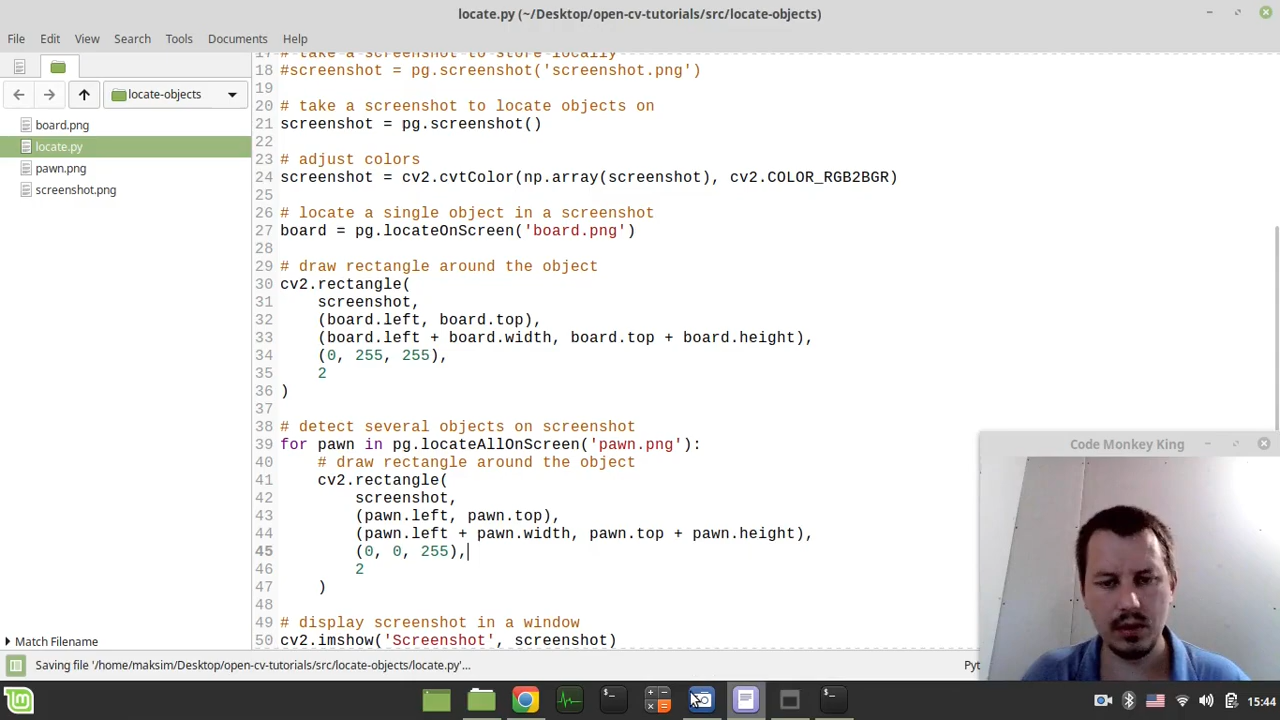 locate.py (~/Desktop/open-cv-tutorials/src/locate-objects)
File Edit View Search Tools Documents Help
locate-objects
board.png
locate.py
pawn.png
screenshot.png
Match Filename
17 # take a screenshot to store locally
18 #screenshot = pg.screenshot('screenshot.png')
19
20 # take a screenshot to locate objects on
21 screenshot = pg.screenshot()
22
23 # adjust colors
24 screenshot = cv2.cvtColor(np.array(screenshot), cv2.COLOR_RGB2BGR)
25
26 # locate a single object in a screenshot
27 board = pg.locateOnScreen('board.png')
28
29 # draw rectangle around the object
30 cv2.rectangle(
31     screenshot,
32     (board.left, board.top),
33     (board.left + board.width, board.top + board.height),
34     (0, 255, 255),
35     2
36 )
37
38 # detect several objects on screenshot
39 for pawn in pg.locateAllOnScreen('pawn.png'):
40     # draw rectangle around the object
41     cv2.rectangle(
42         screenshot,
43         (pawn.left, pawn.top),
44         (pawn.left + pawn.width, pawn.top + pawn.height),
45         (0, 0, 255),
46         2
47     )
48
49 # display screenshot in a window
50 cv2.imshow('Screenshot', screenshot)
Code Monkey King
Saving file '/home/maksim/Desktop/open-cv-tutorials/src/locate-objects/locate.py'...
Pyt
15:44